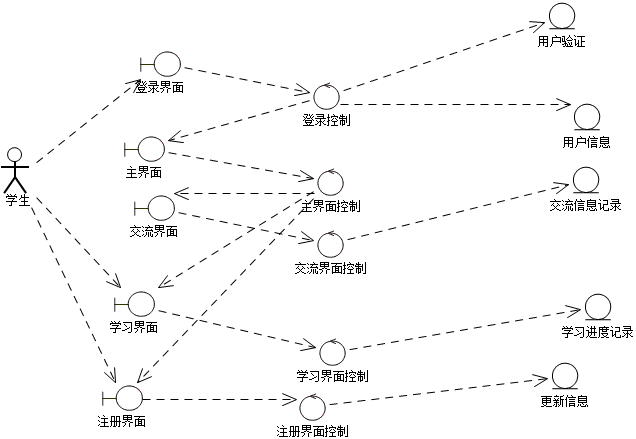 用户验证
登录界面
登录控制
用户信息
主界面
学生
主界面控制
交流信息记录
交流界面
交流界面控制
学习界面
学习进度记录
学习界面控制
更新信息
注册界面
注册界面控制